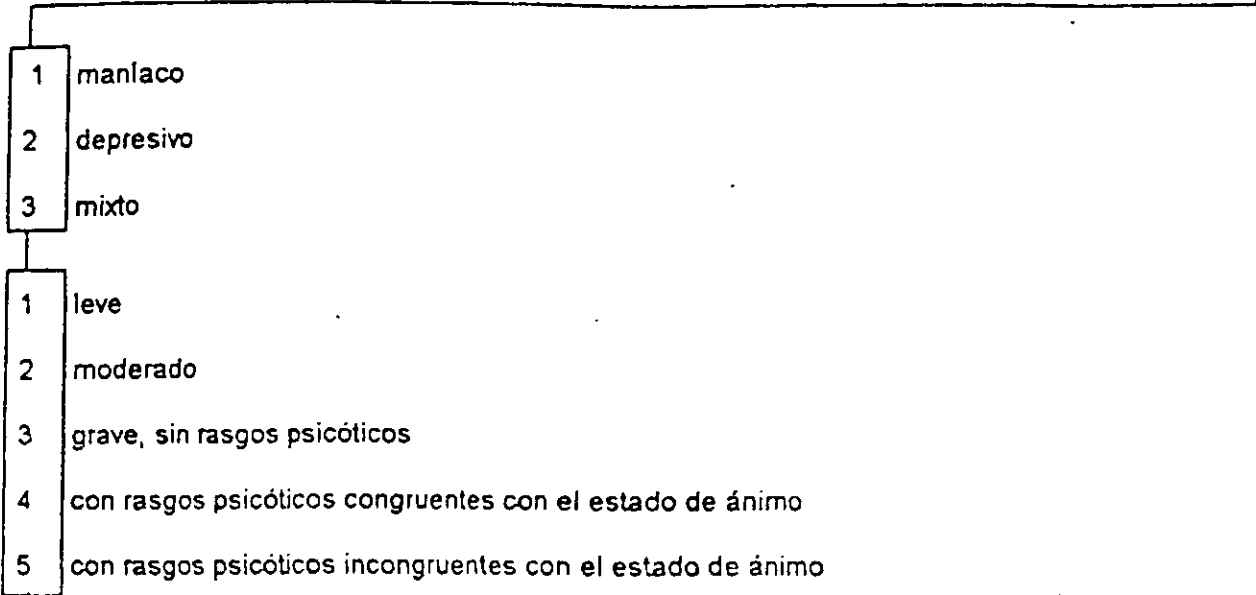 1 maníaco
2 depresivo
3 mixto
1 leve
2 moderado
3 grave, sin rasgos psicóticos
4 con rasgos psicóticos congruentes con el estado de ánimo
5 con rasgos psicóticos incongruentes con el estado de ánimo